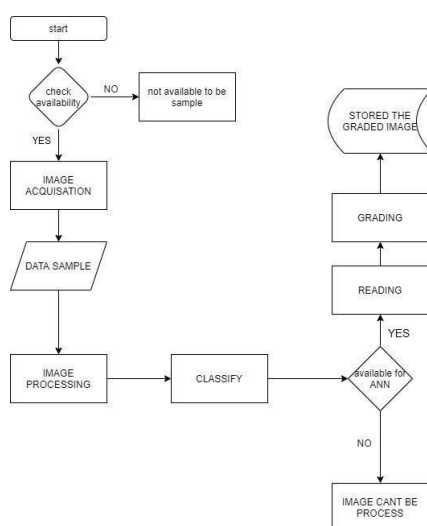 start
check
availability
NO
not available to be
sample
YES
IMAGE
ACQUISATION
DATA SAMPLE
IMAGE
PROCESSING
CLASSIFY
available for
ANN
YES
READING
GRADING
STORED THE
GRADED IMAGE
NO
IMAGE CANT BE
PROCESS